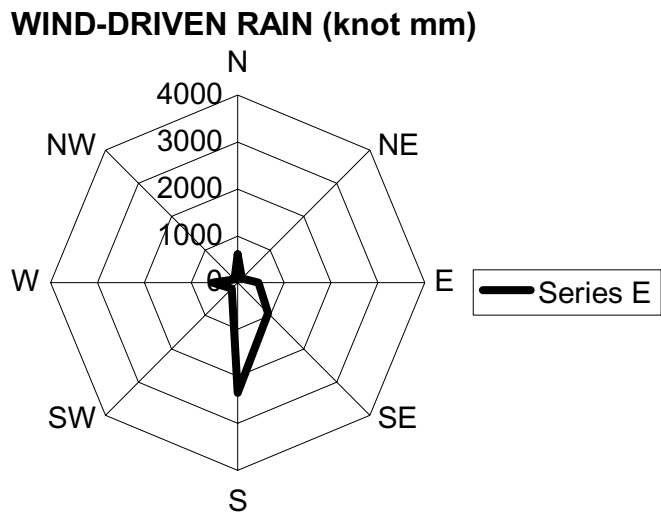 WIND-DRIVEN RAIN (knot mm)
N
4000
NW
NE
3000
2000
1000
W
0
E
Series E
SW
SE
S